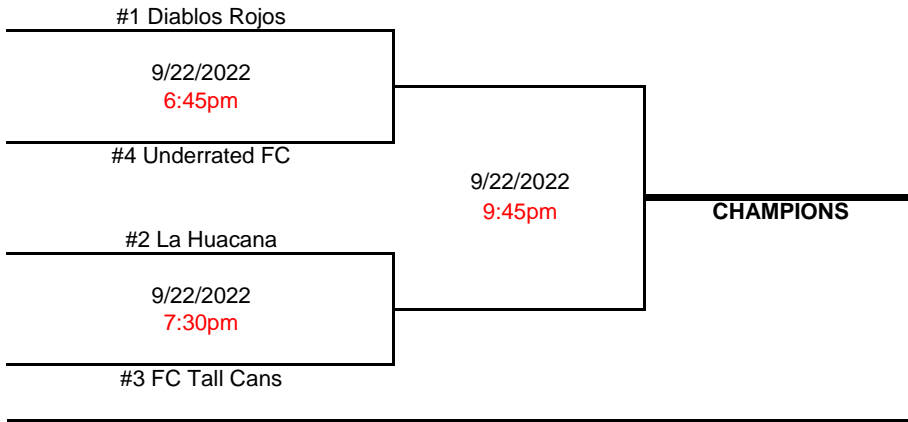 #1 Diablos Rojos
9/22/2022
6:45pm
#4 Underrated FC
9/22/2022
9:45pm
CHAMPIONS
#2 La Huacana
9/22/2022
7:30pm
#3 FC Tall Cans